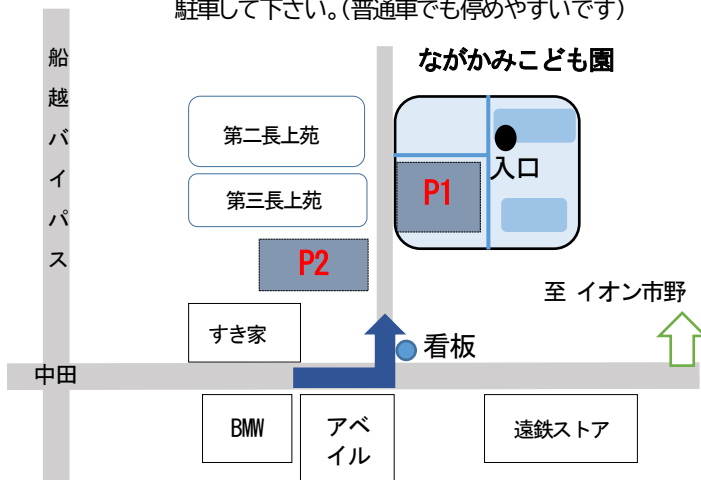 駐車して下さい。（普通車でも停めやすいです）
船越バイパス
ながかみこども園
第二長上苑
入口
第三長上苑
P1
P2
至 イオン市野
すき家
看板
中田
BMW
アベ
イル
遠鉄ストア